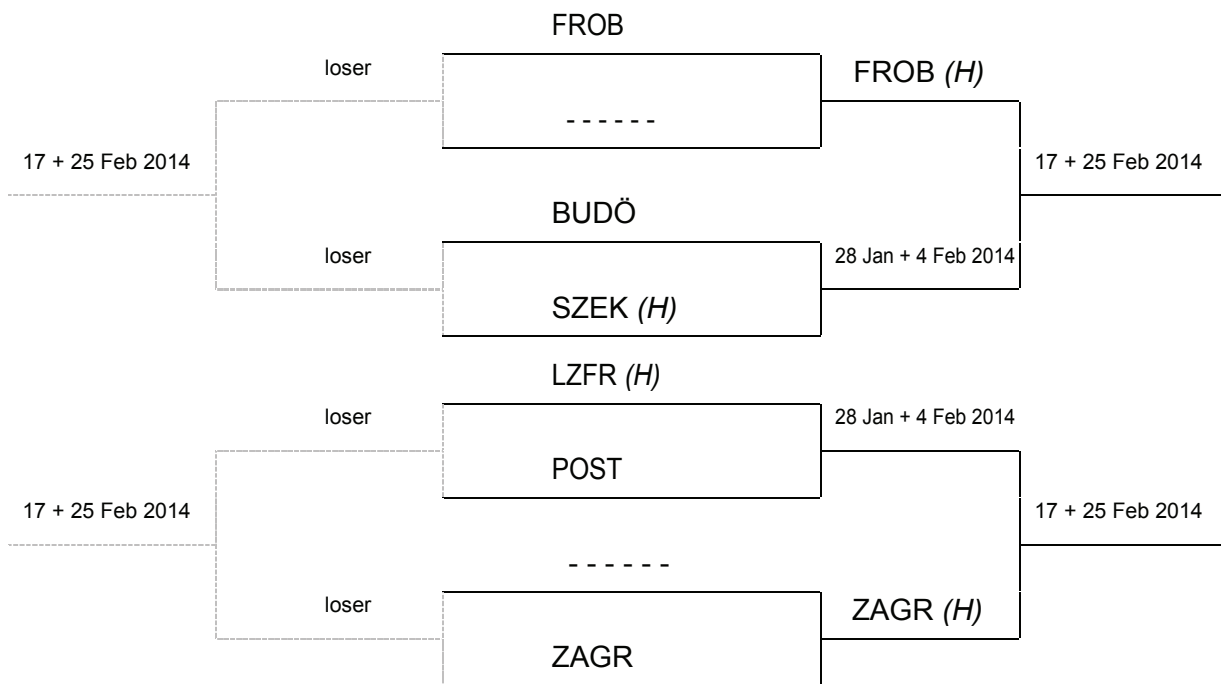 FROB
loser
FROB (H)
- - - - - -
17 + 25 Feb 2014
17 + 25 Feb 2014
BUDÖ
loser
28 Jan + 4 Feb 2014
SZEK (H)
LZFR (H)
loser
28 Jan + 4 Feb 2014
POST
17 + 25 Feb 2014
17 + 25 Feb 2014
- - - - - -
loser
ZAGR (H)
ZAGR